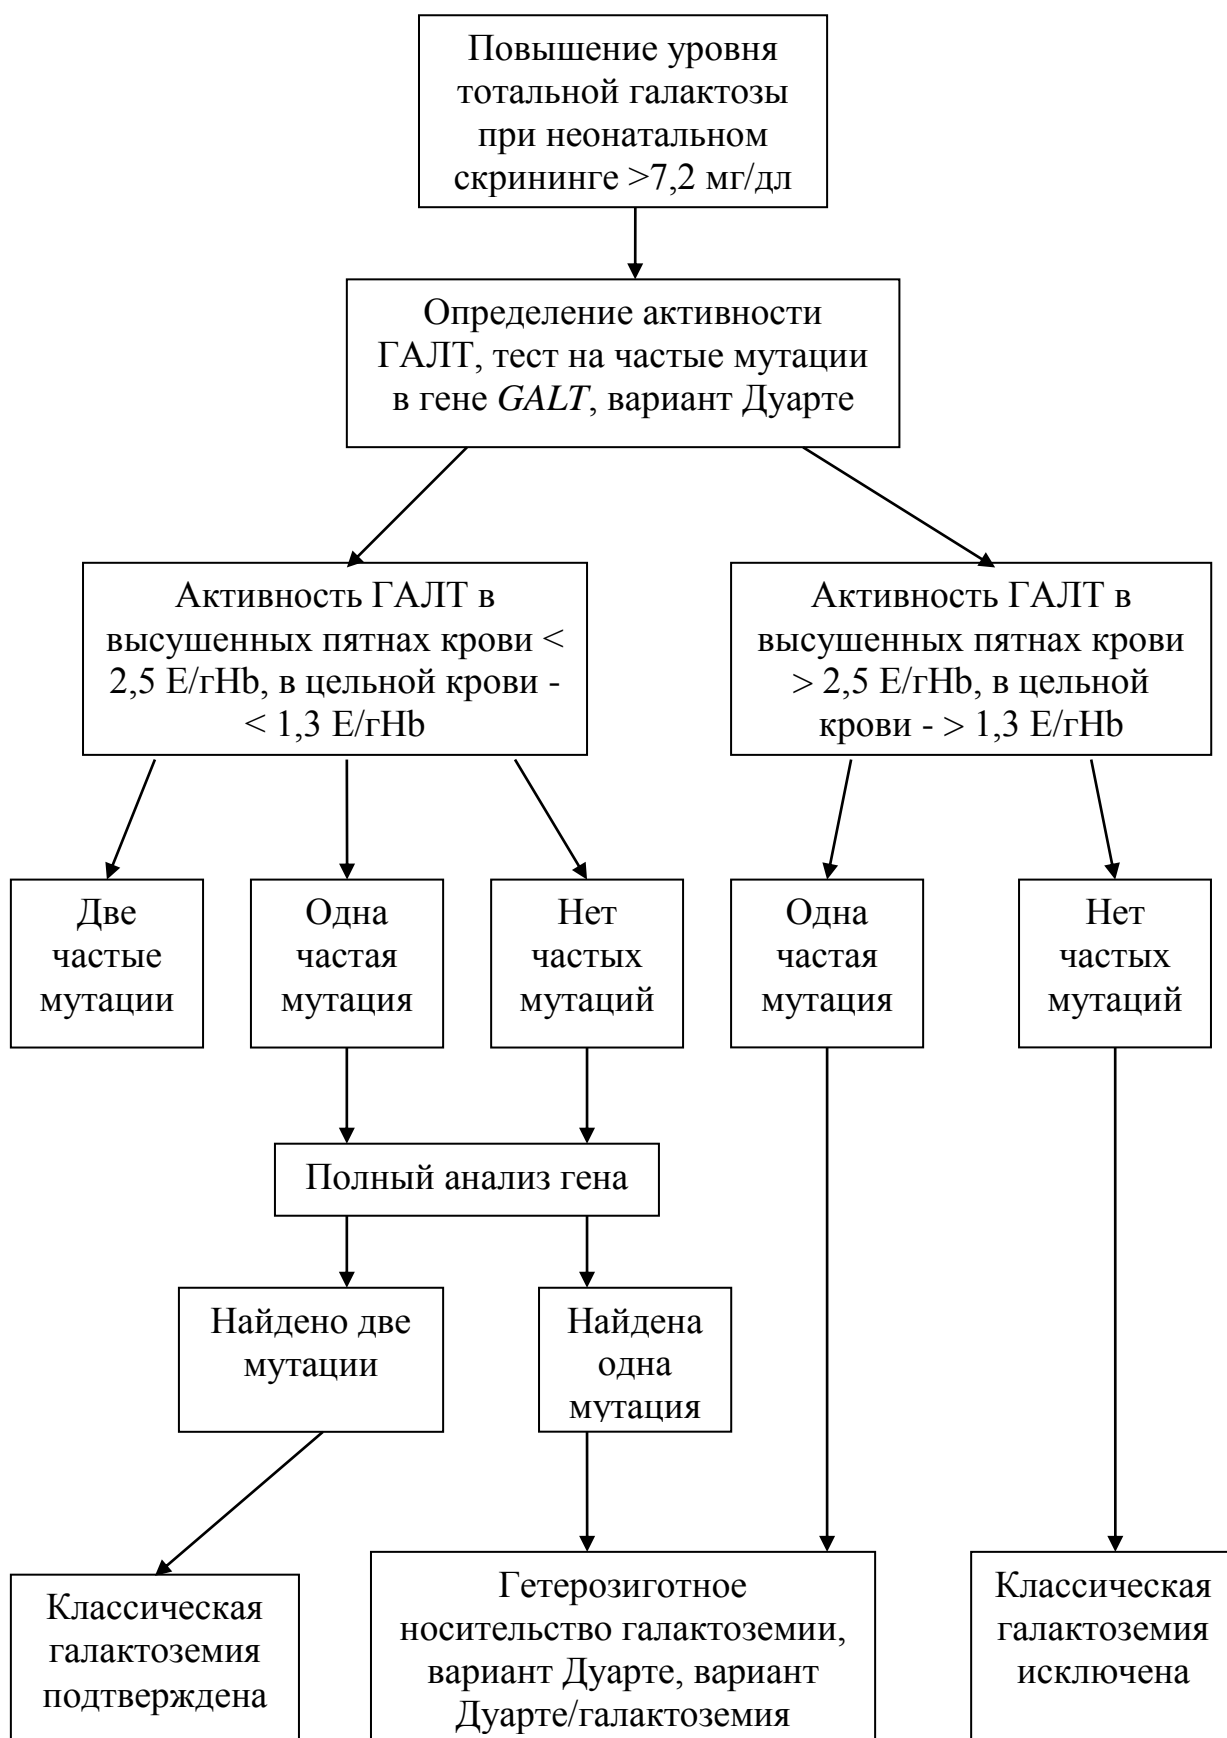 Повышение уровня
тотальной галактозы
при неонатальном
скрининге >7,2 мг/дл
Определение активности
ГАЛТ, тест на частые мутации
в гене GALT, вариант Дуарте
Активность ГАЛТ в
высушенных пятнах крови <
2,5 Е/гHb, в цельной крови -
< 1,3 Е/гHb
Активность ГАЛТ в
высушенных пятнах крови
> 2,5 Е/гHb, в цельной
крови - > 1,3 Е/гHb
Две
частые
мутации
Одна
частая
мутация
Нет
частых
мутаций
Одна
частая
мутация
Нет
частых
мутаций
Полный анализ гена
Найдено две
мутации
Найдена
одна
мутация
Классическая
галактоземия
подтверждена
Гетерозиготное
носительство галактоземии,
вариант Дуарте, вариант
Дуарте/галактоземия
Классическая
галактоземия
исключена